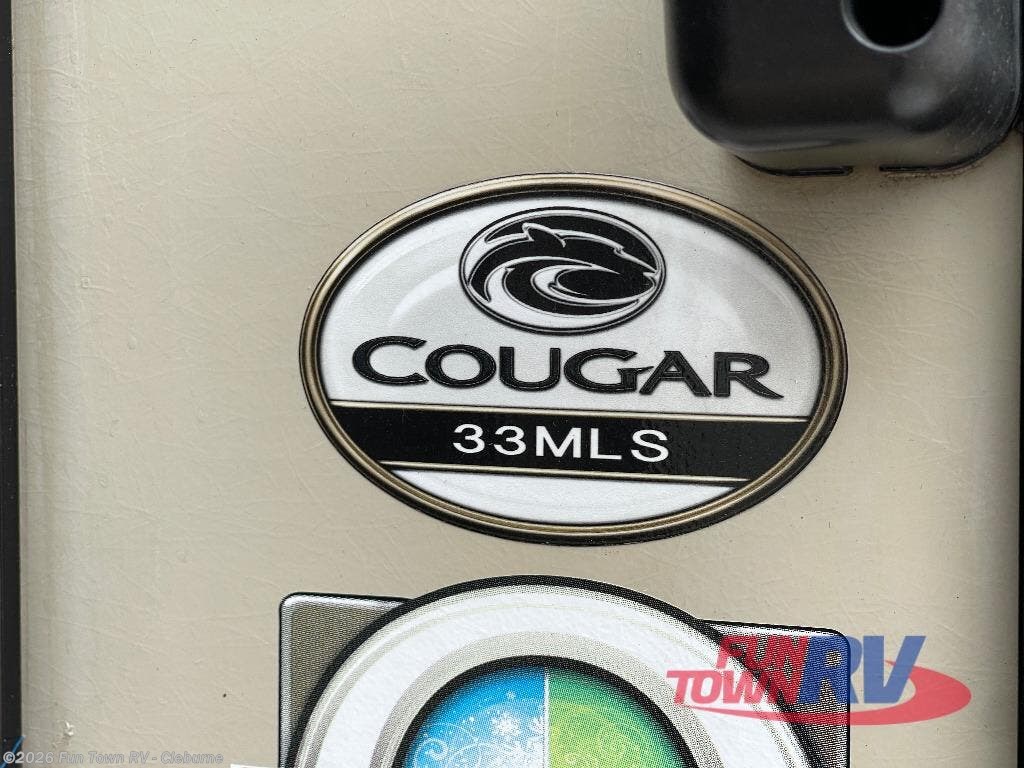 COUGAR
33MLS
FUN
TOWN RV
©2026 Fun Town RV - Cleburne